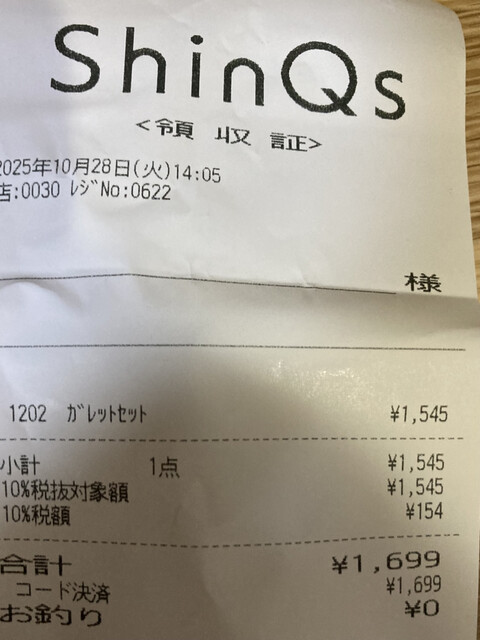 ShinQs
<領 収 証>
2025年10月28日(火)14:05
店:0030 ﾚｼﾞNo:0622
様
1202 ｶﾞﾚｯﾄｾｯﾄ ¥1,545
小計 1点 ¥1,545
10%税抜対象額 ¥1,545
10%税額 ¥154
合計 ¥1,699
コード決済 ¥1,699
お釣り ¥0